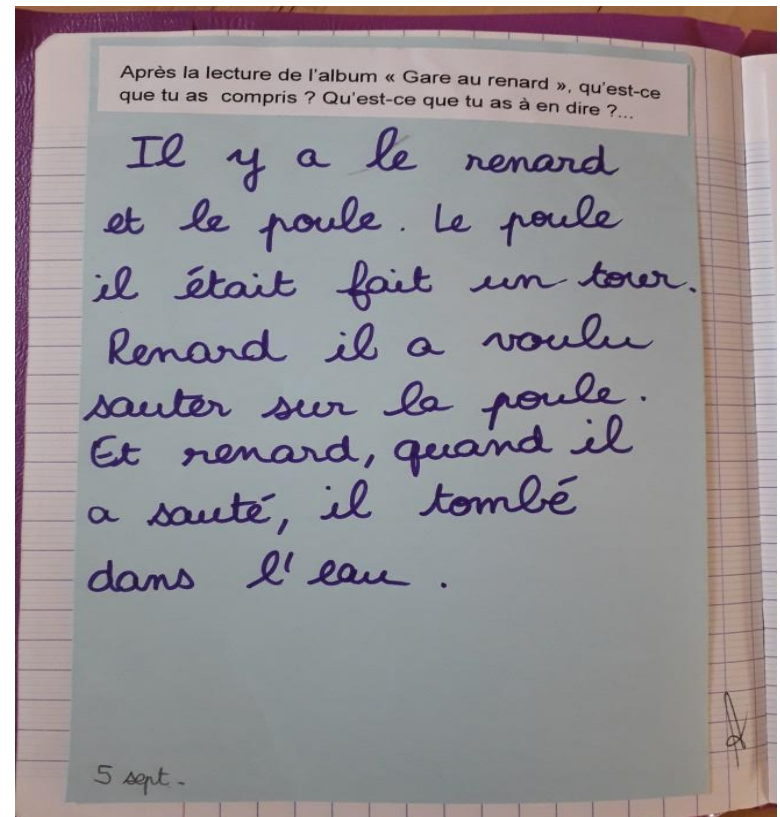 Après la lecture de l'album « Gare au renard », qu'est-ce
que tu as compris ? Qu'est-ce que tu as à en dire ?...
Il y a le renard
et le poule. Le poule
il était fait un tour.
Renard il a voulu
sauter sur la poule.
Et renard, quand il
a sauté, il tombé
dans l'eau.
5 sept.